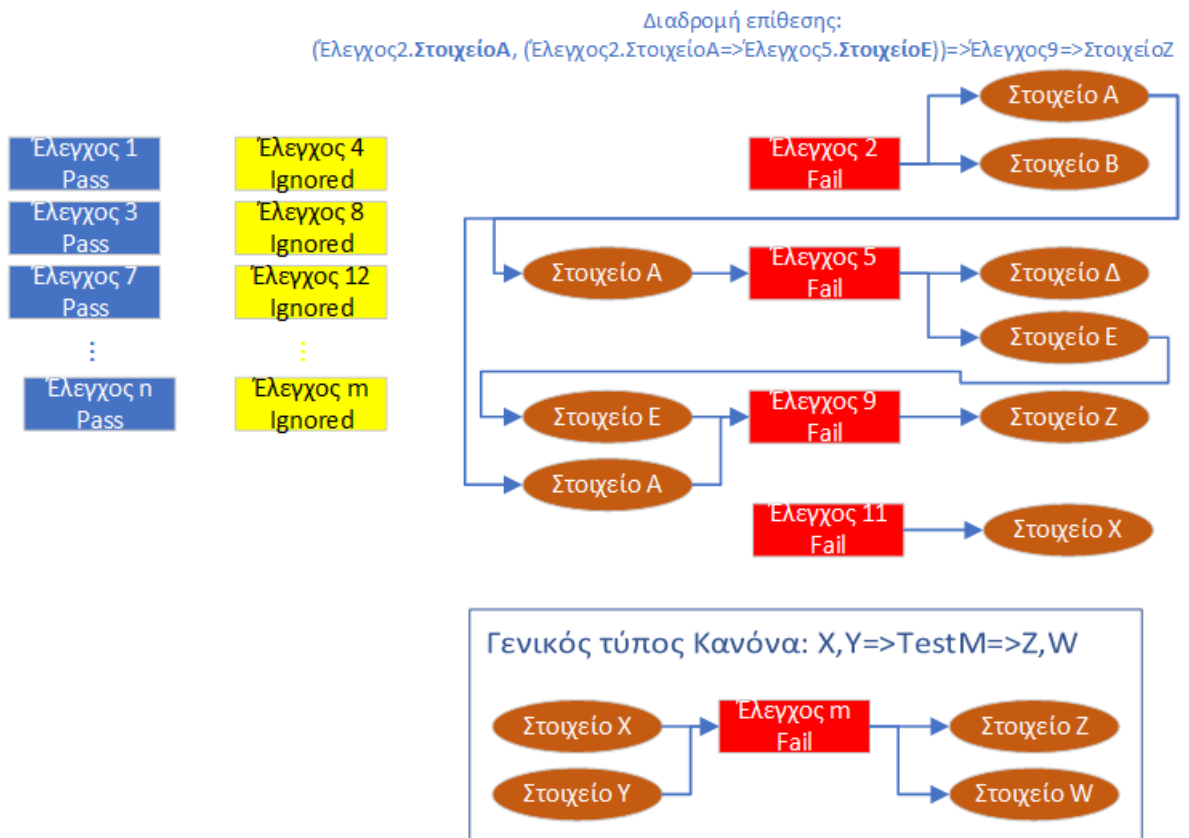 Διαδρομή επίθεσης:
(Έλεγχος2.ΣτοιχείοΑ, (Έλεγχος2.ΣτοιχείοΑ=>Έλεγχος5.ΣτοιχείοΕ))=>Έλεγχος9=>ΣτοιχείοΖ
Στοιχείο Α
Έλεγχος 1
Pass
Έλεγχος 4
Ignored
Έλεγχος 2
Fail
Στοιχείο Β
Έλεγχος 3
Pass
Έλεγχος 8
Ignored
Έλεγχος 7
Pass
Έλεγχος 12
Ignored
Στοιχείο Α
Έλεγχος 5
Fail
Στοιχείο Δ
Στοιχείο Ε
⋮
⋮
Έλεγχος n
Pass
Έλεγχος m
Ignored
Στοιχείο Ε
Έλεγχος 9
Fail
Στοιχείο Ζ
Στοιχείο Α
Έλεγχος 11
Fail
Στοιχείο Χ
Γενικός τύπος Κανόνα: X,Y=>TestM=>Z,W
Στοιχείο X
Έλεγχος m
Fail
Στοιχείο Z
Στοιχείο Y
Στοιχείο W